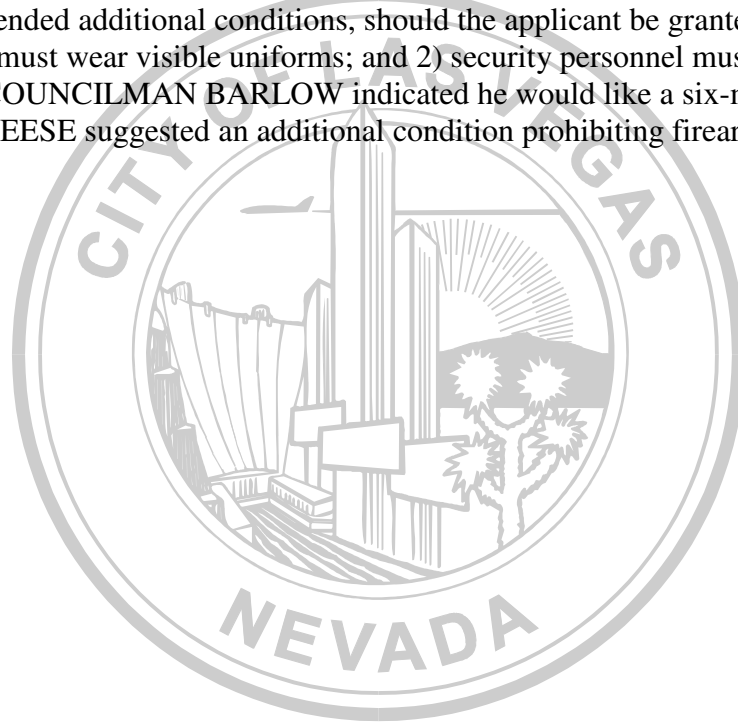 ended additional conditions, should the applicant be grante
must wear visible uniforms; and 2) security personnel mus
COUNCILMAN BARLOW indicated he would like a six-
EESE suggested an additional condition prohibiting firear
CITY OF LAS VEGAS
NEVADA